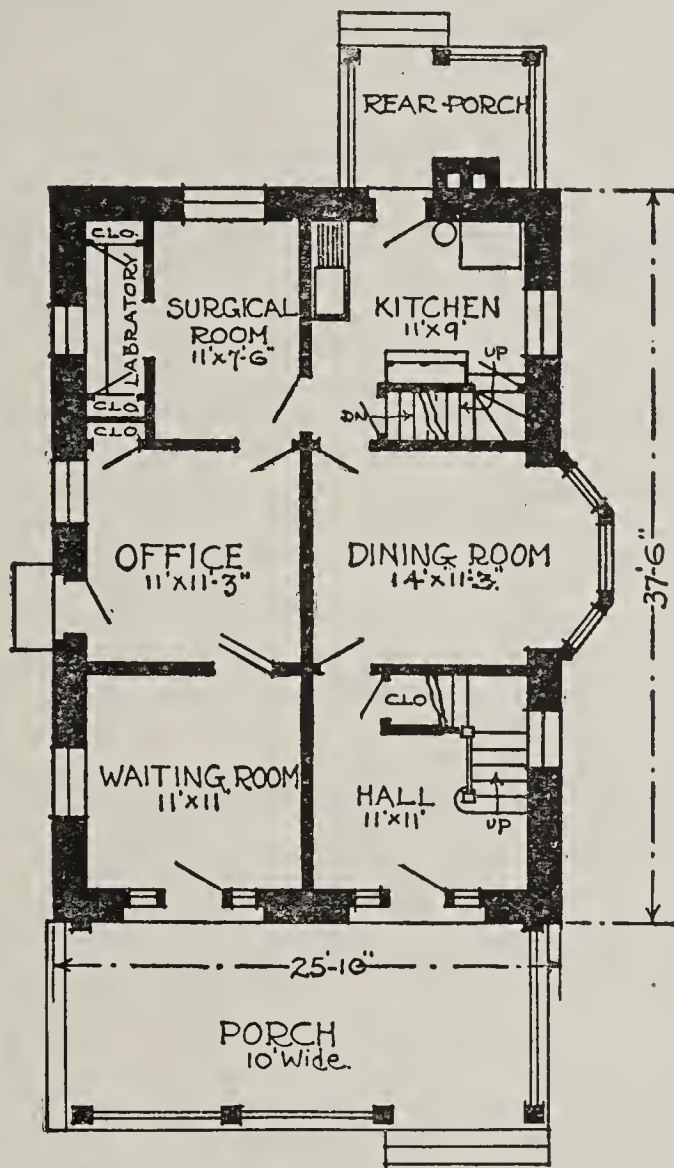 REAR PORCH
CLO.
LABRATORY
SURGICAL
ROOM
11'X7'-6"
KITCHEN
11'X9'
UP
DN
CLO.
CLO.
OFFICE
11'X11'-3"
DINING ROOM
14'X11'-3"
37'-6"
CLO
WAITING ROOM
11'X11'
HALL
11'X11'
UP
25'-10"
PORCH
10' Wide.